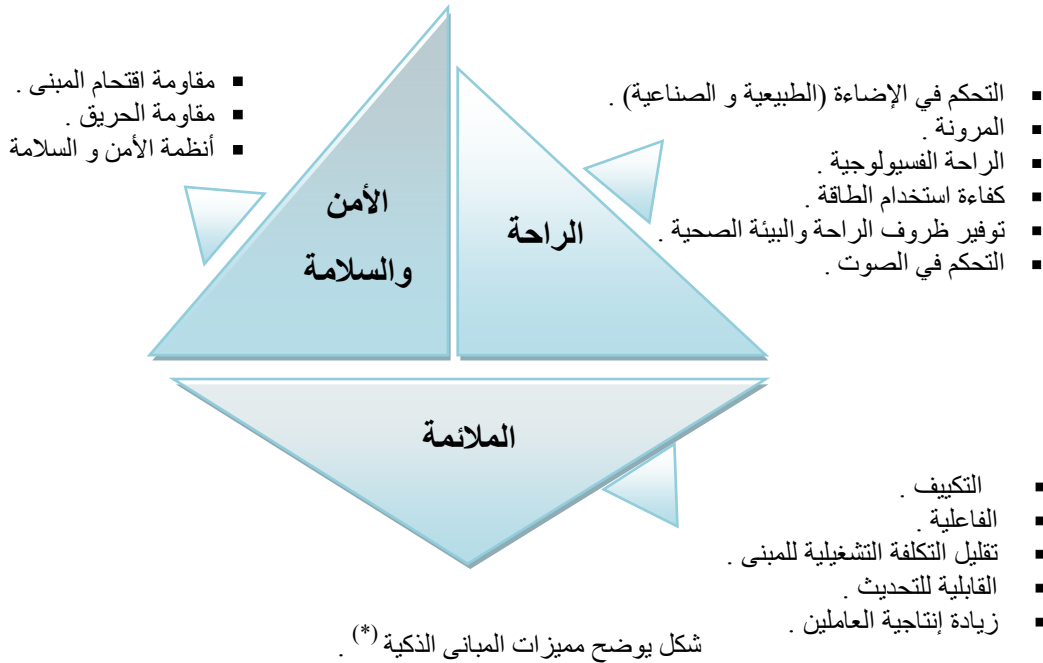 ▪ التحكم في الإضاءة (الطبيعية و الصناعية) .
▪ المرونة .
▪ الراحة الفسيولوجية .
▪ كفاءة استخدام الطاقة .
▪ توفير ظروف الراحة والبيئة الصحية .
▪ التحكم في الصوت .
▪ مقاومة اقتحام المبنى .
▪ مقاومة الحريق .
▪ أنظمة الأمن و السلامة
الراحة
الأمن
والسلامة
الملائمة
▪ التكييف .
▪ الفاعلية .
▪ تقليل التكلفة التشغيلية للمبنى .
▪ القابلية للتحديث .
▪ زيادة إنتاجية العاملين .
شكل يوضح مميزات المبانى الذكية (*) .